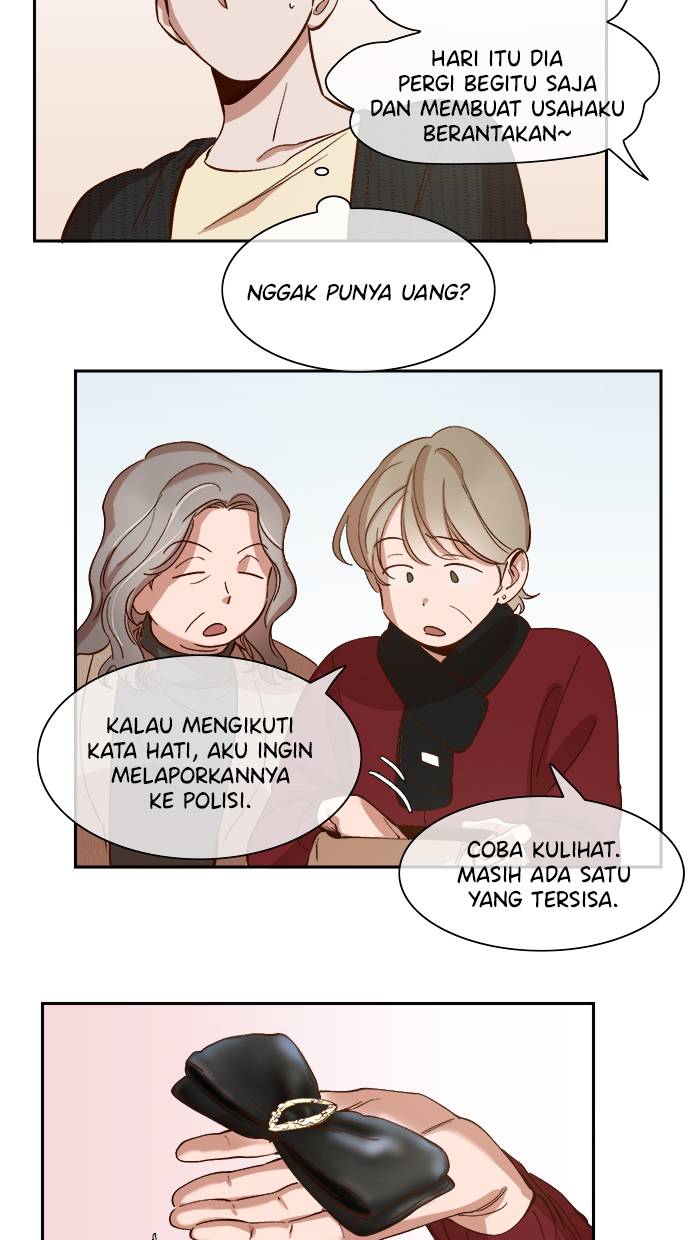 HARI ITU DIA
PERGI BEGITU SAJA
DAN MEMBUAT USAHAKU
BERANTAKAN~
NGGAK PUNYA UANG?
KALAU MENGIKUTI
KATA HATI, AKU INGIN
MELAPORKANNYA
KE POLISI.
COBA KULIHAT.
MASIH ADA SATU
YANG TERSISA.